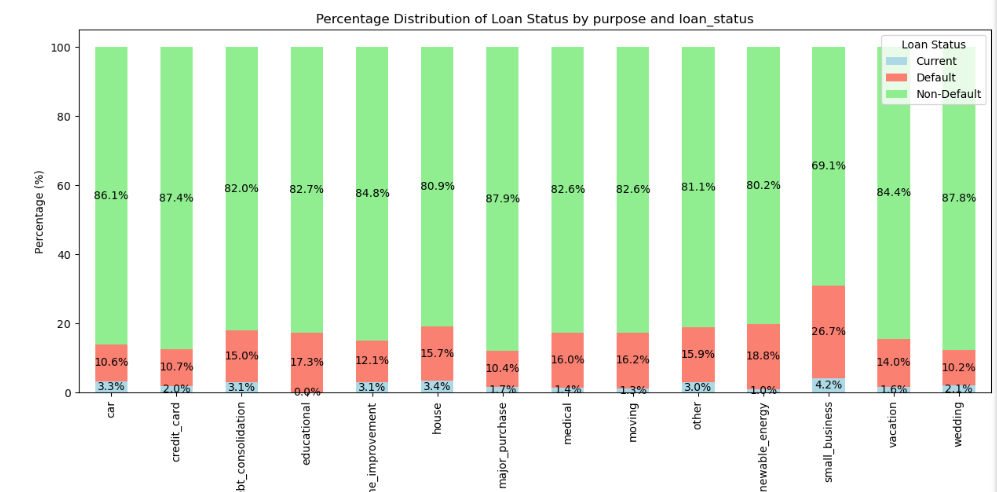 Percentage Distribution of Loan Status by purpose and loan_status
Loan Status
Current
Default
Non-Default
Percentage (%)
100
80
60
40
20
0
86.1% 87.4% 82.0% 82.7% 84.8% 80.9% 87.9% 82.6% 82.6% 81.1% 80.2% 69.1% 84.4% 87.8%
10.6% 10.7% 15.0% 17.3% 12.1% 15.7% 10.4% 16.0% 16.2% 15.9% 18.8% 26.7% 14.0% 10.2%
3.3% 2.0% 3.1% 0.0% 3.1% 3.4% 1.7% 1.4% 1.3% 3.0% 1.0% 4.2% 1.6% 2.1%
car
credit_card
bt_consolidation
educational
ne_improvement
house
major_purchase
medical
moving
other
newable_energy
small_business
vacation
wedding